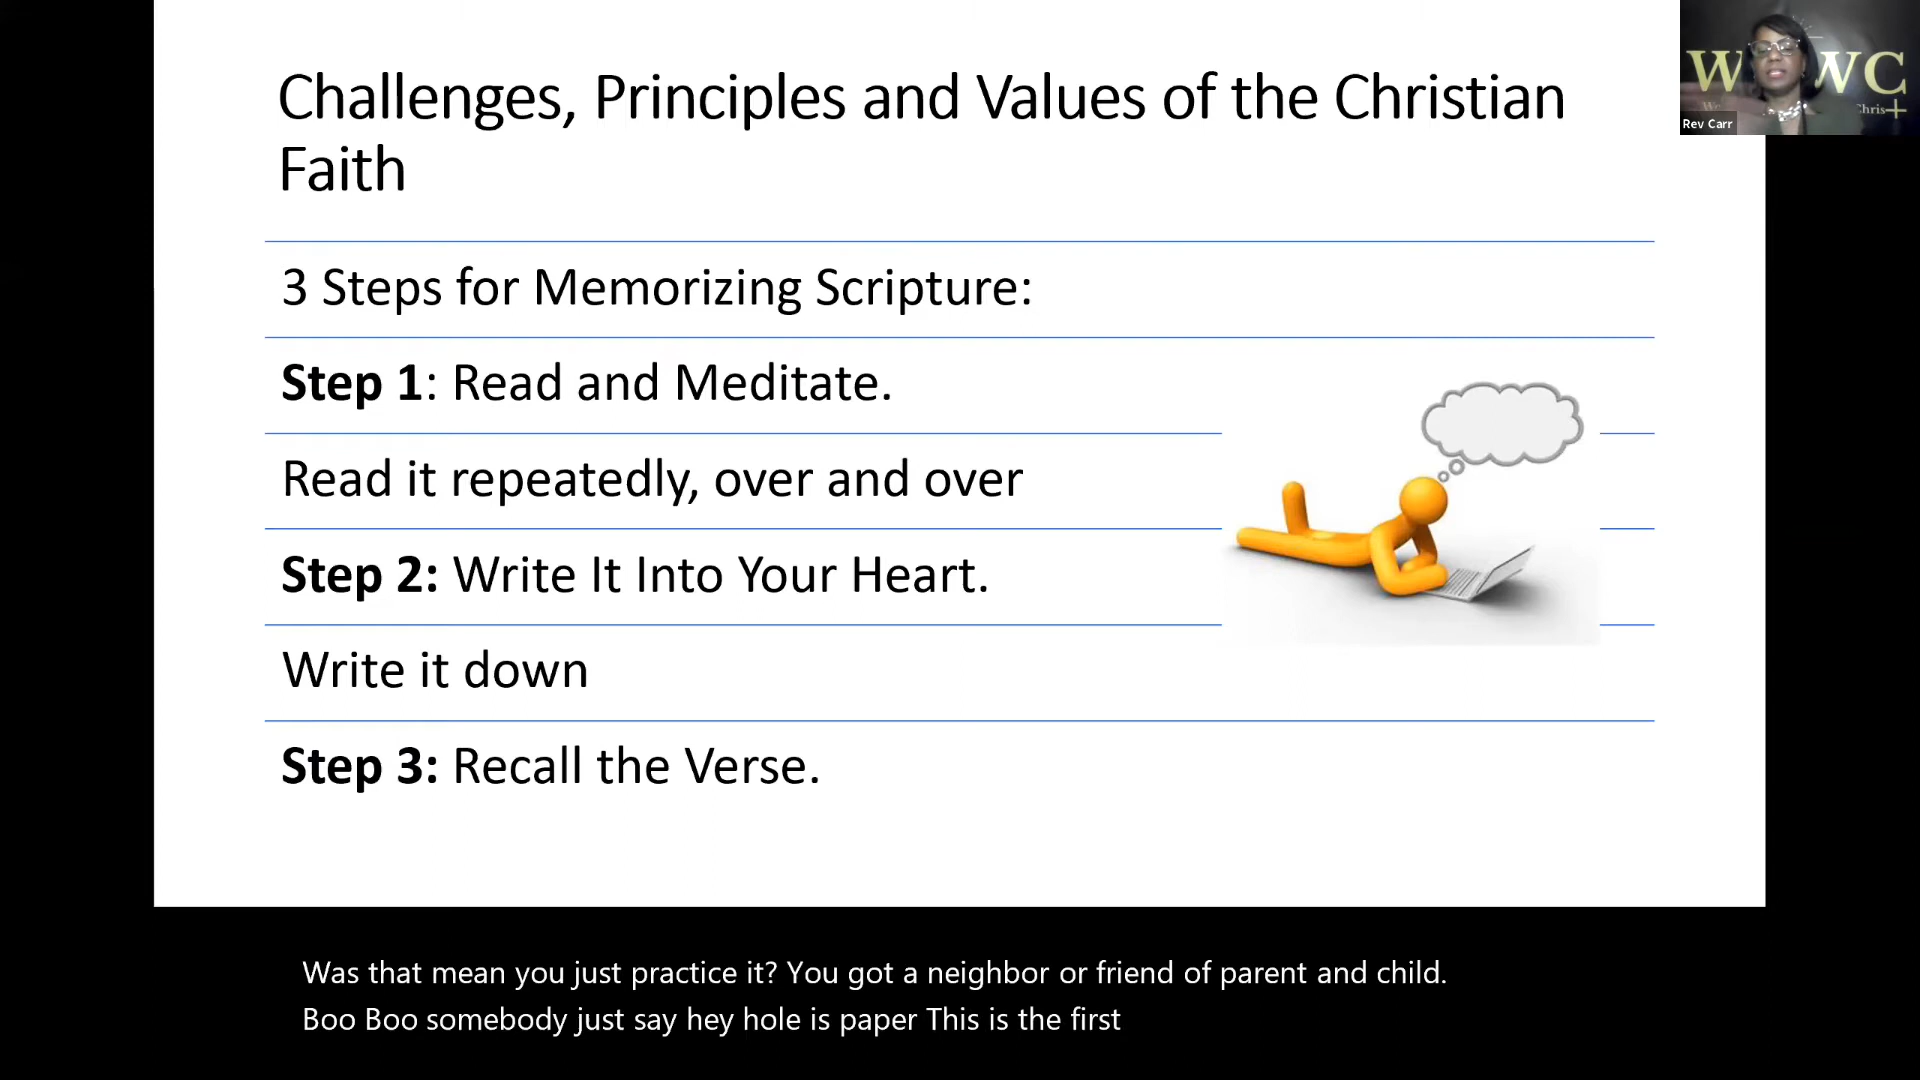 Challenges, Principles and Values of the Christian
Faith
3 Steps for Memorizing Scripture:
Step 1: Read and Meditate.
Read it repeatedly, over and over
Step 2: Write It Into Your Heart.
Write it down
Step 3: Recall the Verse.
W WC
We Chris
Rev Carr
Was that mean you just practice it? You got a neighbor or friend of parent and child.
Boo Boo somebody just say hey hole is paper This is the first